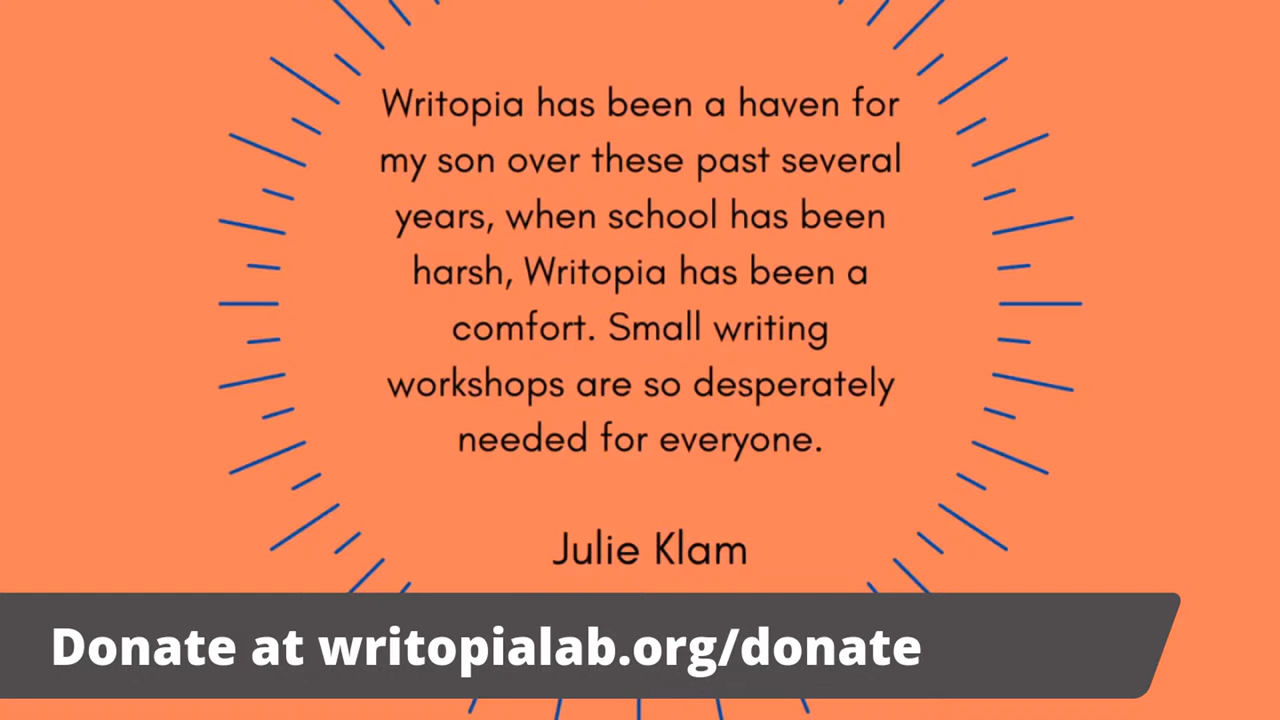 Writopia has been a haven for
my son over these past several
years, when school has been
harsh, Writopia has been a
comfort. Small writing
workshops are so desperately
needed for everyone.
Julie Klam
Donate at writopialab.org/donate